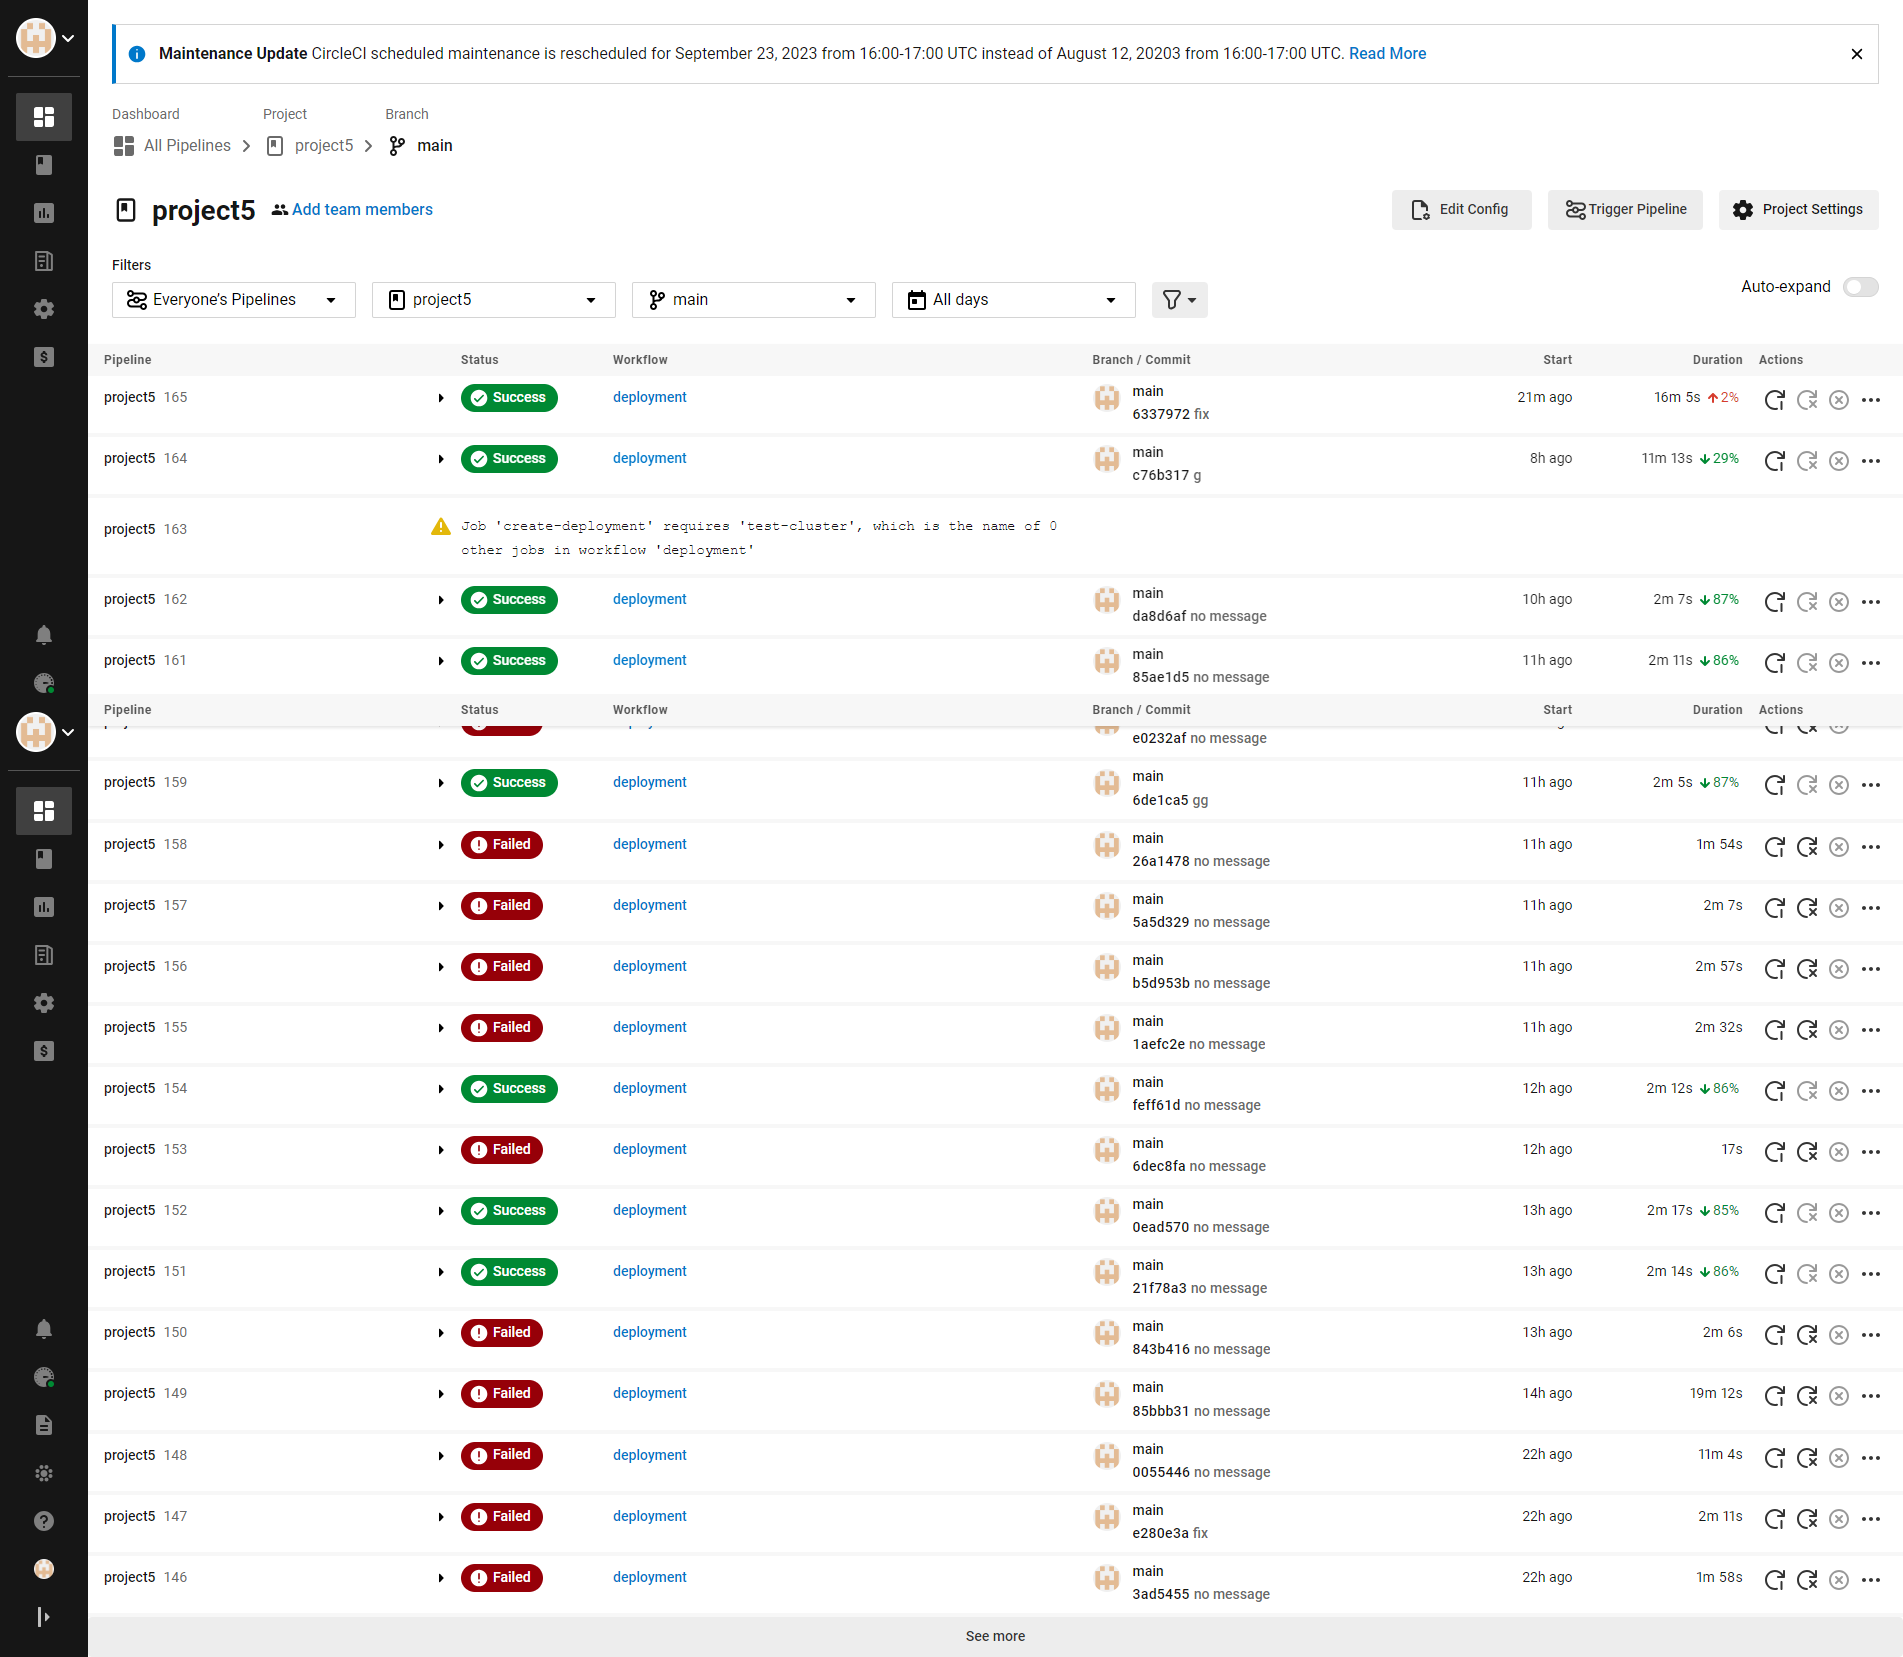 Maintenance Update CircleCI scheduled maintenance is rescheduled for September 23, 2023 from 16:00-17:00 UTC instead of August 12, 20203 from 16:00-17:00 UTC. Read More
Dashboard Project Branch
All Pipelines project5 main
project5 Add team members Edit Config Trigger Pipeline Project Settings
Filters
Everyone's Pipelines project5 main All days Auto-expand
Pipeline Status Workflow Branch / Commit Start Duration Actions
project5 165 Success deployment main 21m ago 16m 5s 2%
6337972 fix
project5 164 Success deployment main 8h ago 11m 13s 29%
c76b317 g
project5 163 Job 'create-deployment' requires 'test-cluster', which is the name of 0
other jobs in workflow 'deployment'
project5 162 Success deployment main 10h ago 2m 7s 87%
da8d6af no message
project5 161 Success deployment main 11h ago 2m 11s 86%
85ae1d5 no message
Pipeline Status Workflow Branch / Commit Start Duration Actions
e0232af no message
project5 159 Success deployment main 11h ago 2m 5s 87%
6de1ca5 gg
project5 158 Failed deployment main 11h ago 1m 54s
26a1478 no message
project5 157 Failed deployment main 11h ago 2m 7s
5a5d329 no message
project5 156 Failed deployment main 11h ago 2m 57s
b5d953b no message
project5 155 Failed deployment main 11h ago 2m 32s
1aefc2e no message
project5 154 Success deployment main 12h ago 2m 12s 86%
feff61d no message
project5 153 Failed deployment main 12h ago 17s
6dec8fa no message
project5 152 Success deployment main 13h ago 2m 17s 85%
0ead570 no message
project5 151 Success deployment main 13h ago 2m 14s 86%
21f78a3 no message
project5 150 Failed deployment main 13h ago 2m 6s
843b416 no message
project5 149 Failed deployment main 14h ago 19m 12s
85bbb31 no message
project5 148 Failed deployment main 22h ago 11m 4s
0055446 no message
project5 147 Failed deployment main 22h ago 2m 11s
e280e3a fix
project5 146 Failed deployment main 22h ago 1m 58s
3ad5455 no message
See more